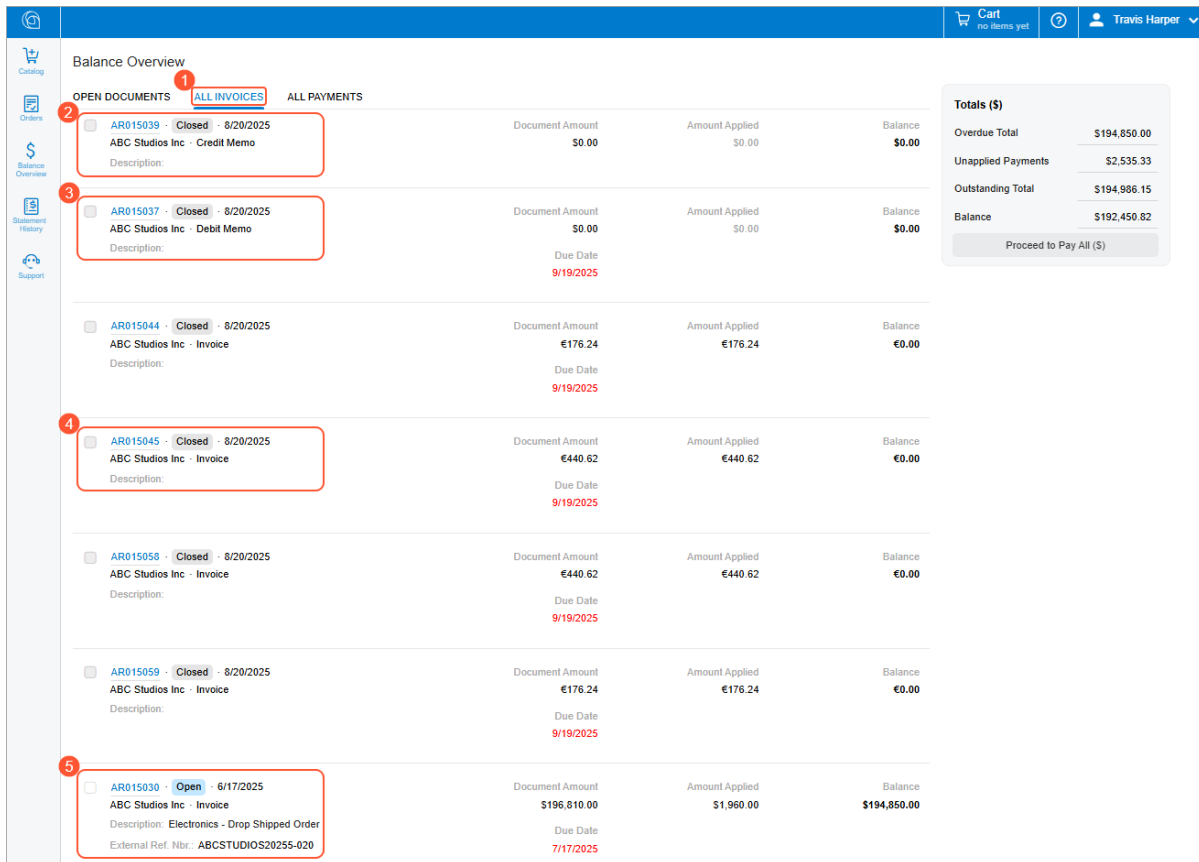 Cart
no items yet
?
Travis Harper
Catalog
Orders
Balance
Overview
Statement
History
Support
Balance Overview
1
OPEN DOCUMENTS ALL INVOICES ALL PAYMENTS
2
AR015039 · Closed · 8/20/2025 Document Amount Amount Applied Balance
ABC Studios Inc · Credit Memo $0.00 $0.00 $0.00
Description:
3
AR015037 · Closed · 8/20/2025 Document Amount Amount Applied Balance
ABC Studios Inc · Debit Memo $0.00 $0.00 $0.00
Description:
Due Date
9/19/2025
AR015044 · Closed · 8/20/2025 Document Amount Amount Applied Balance
ABC Studios Inc · Invoice €176.24 €176.24 €0.00
Description:
Due Date
9/19/2025
4
AR015045 · Closed · 8/20/2025 Document Amount Amount Applied Balance
ABC Studios Inc · Invoice €440.62 €440.62 €0.00
Description:
Due Date
9/19/2025
AR015058 · Closed · 8/20/2025 Document Amount Amount Applied Balance
ABC Studios Inc · Invoice €440.62 €440.62 €0.00
Description:
Due Date
9/19/2025
AR015059 · Closed · 8/20/2025 Document Amount Amount Applied Balance
ABC Studios Inc · Invoice €176.24 €176.24 €0.00
Description:
Due Date
9/19/2025
5
AR015030 · Open · 6/17/2025 Document Amount Amount Applied Balance
ABC Studios Inc · Invoice $196,810.00 $1,960.00 $194,850.00
Description: Electronics - Drop Shipped Order
Due Date
External Ref. Nbr.: ABCSTUDIOS20255-020
7/17/2025
Totals ($)
Overdue Total $194,850.00
Unapplied Payments $2,535.33
Outstanding Total $194,986.15
Balance $192,450.82
Proceed to Pay All ($)